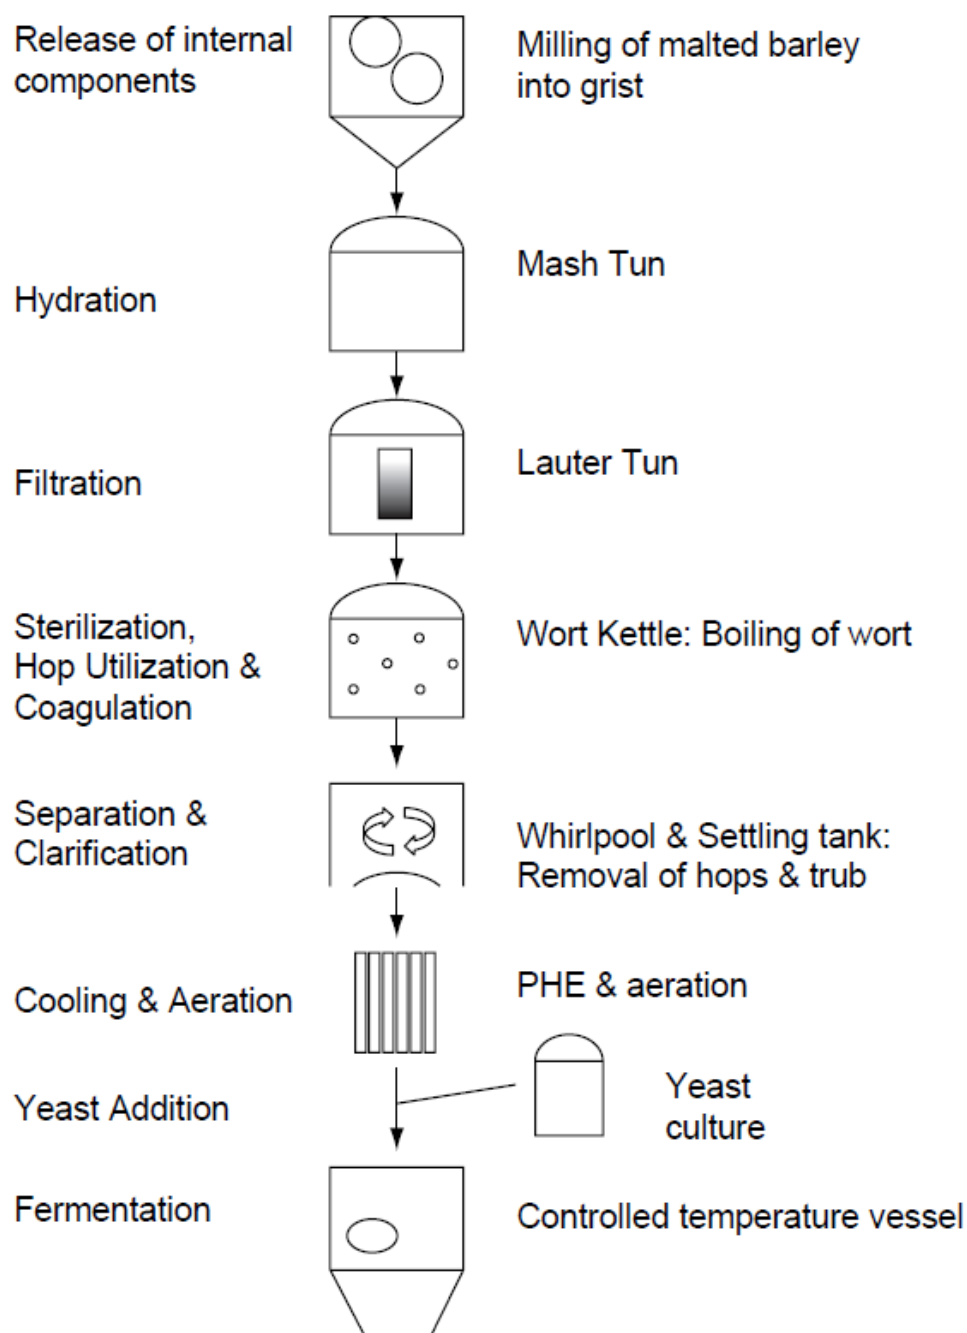 Release of internal
components
Milling of malted barley
into grist
Mash Tun
Hydration
Lauter Tun
Filtration
Sterilization,
Hop Utilization &
Coagulation
Wort Kettle: Boiling of wort
Separation &
Clarification
Whirlpool & Settling tank:
Removal of hops & trub
Cooling & Aeration
PHE & aeration
Yeast Addition
Yeast
culture
Fermentation
Controlled temperature vessel